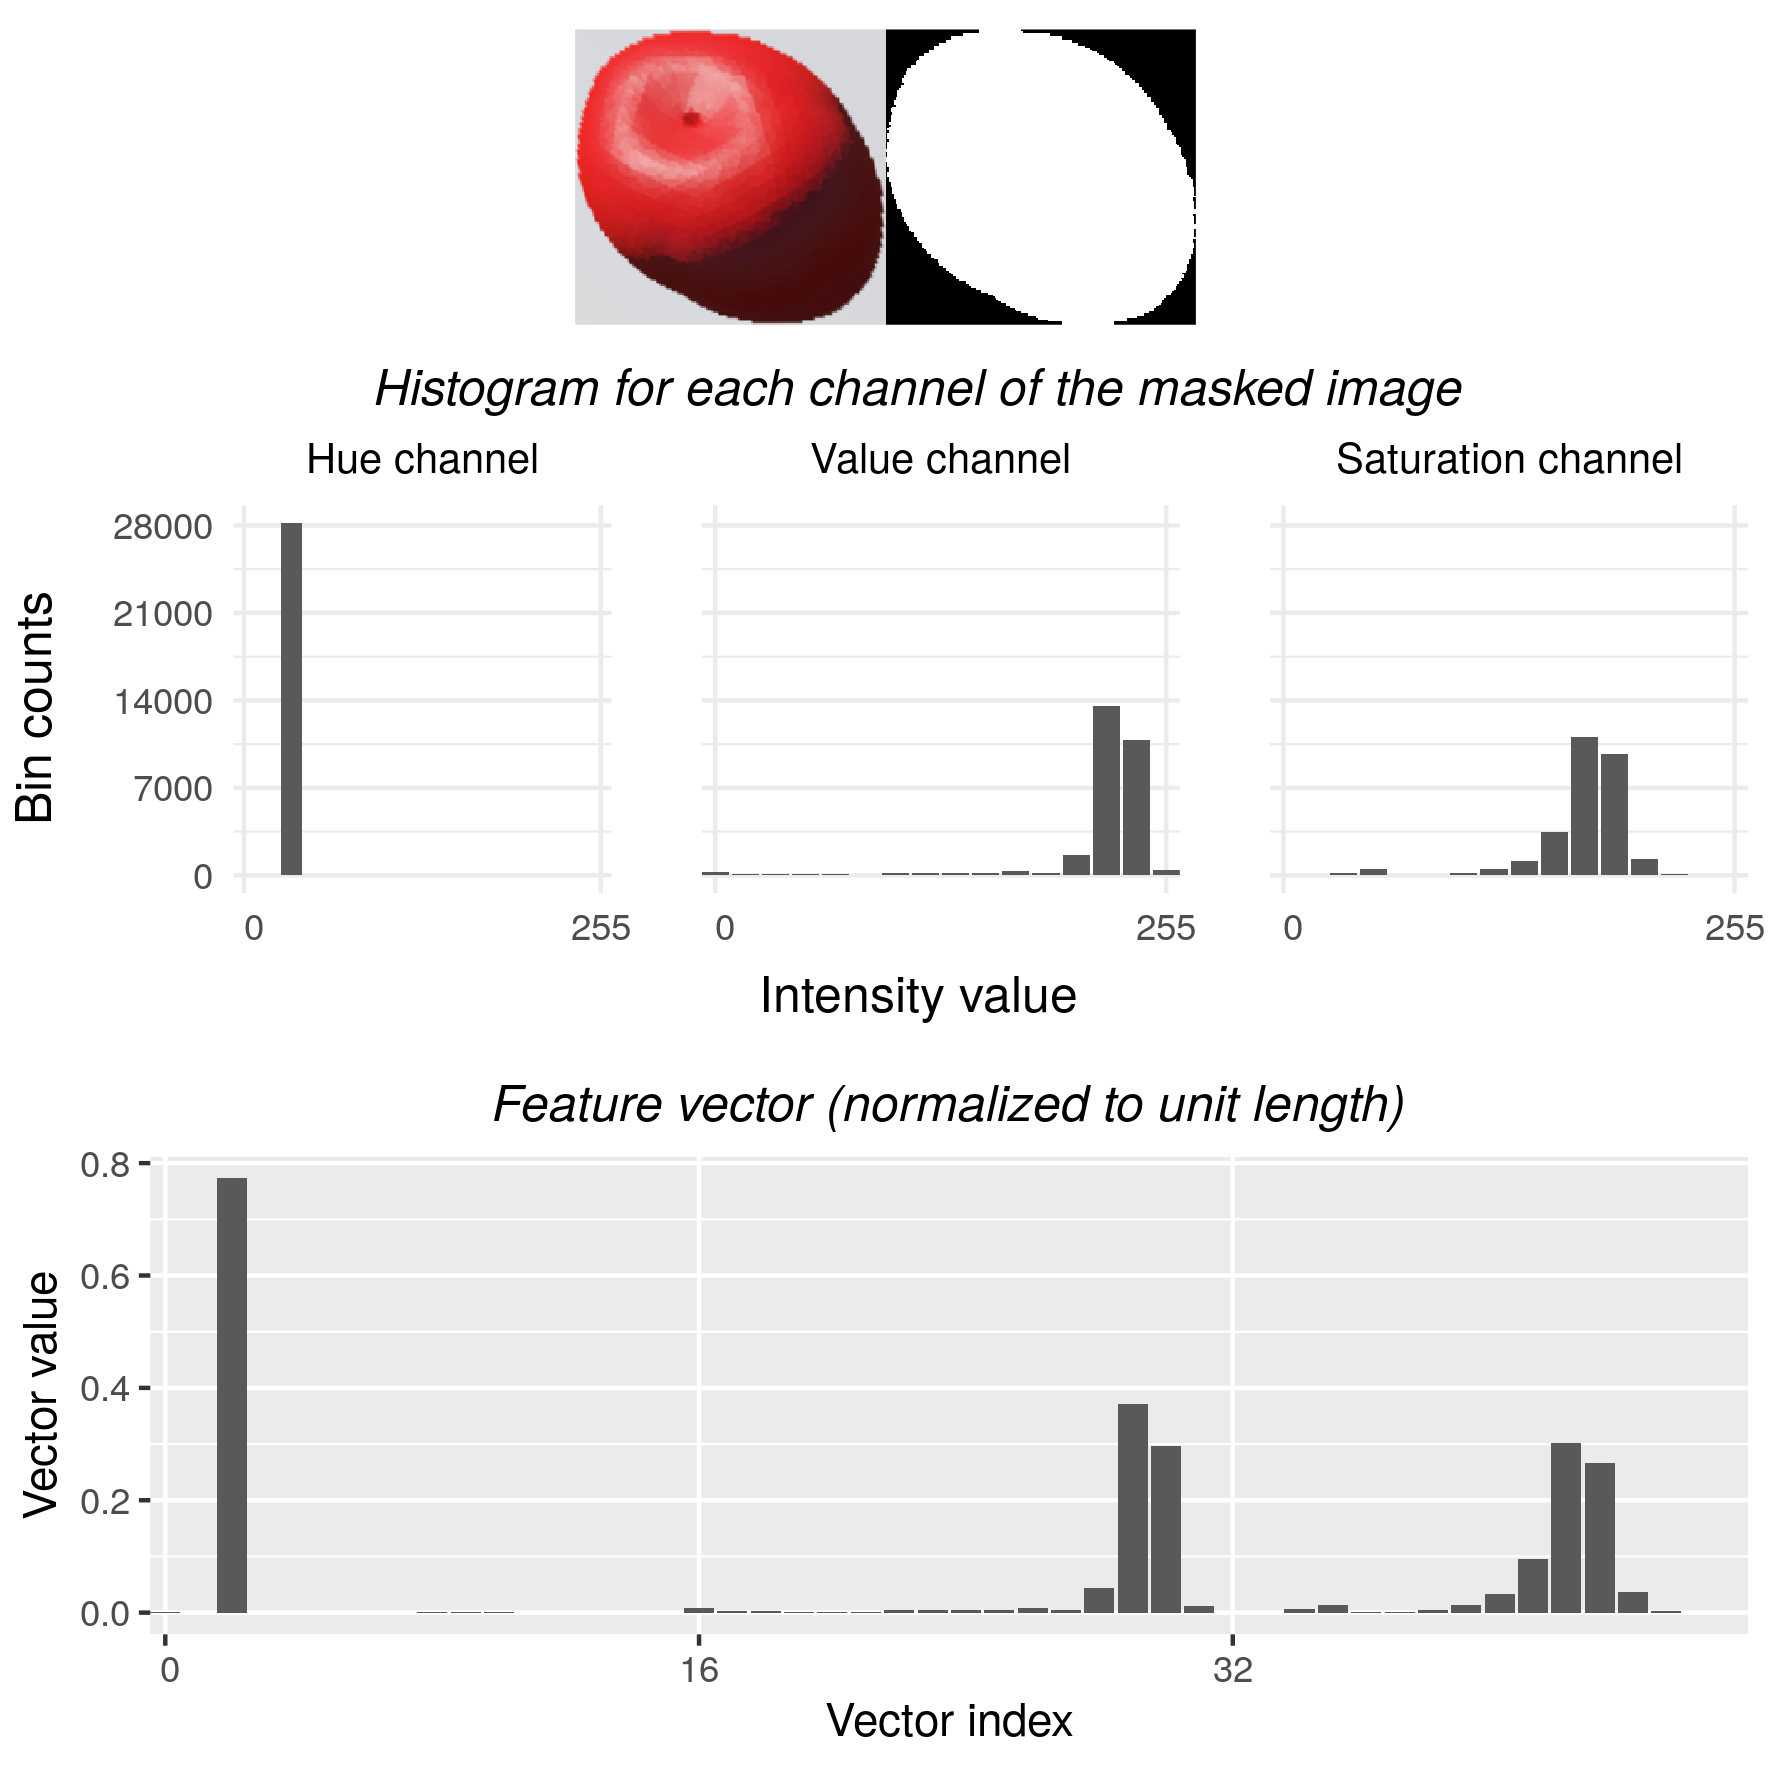 Histogram for each channel of the masked image
Hue channel Value channel Saturation channel
Bin counts
28000
21000
14000
7000
0
0 255 0 255 0 255
Intensity value
Feature vector (normalized to unit length)
Vector value
0.8
0.6
0.4
0.2
0.0
0 16 32
Vector index